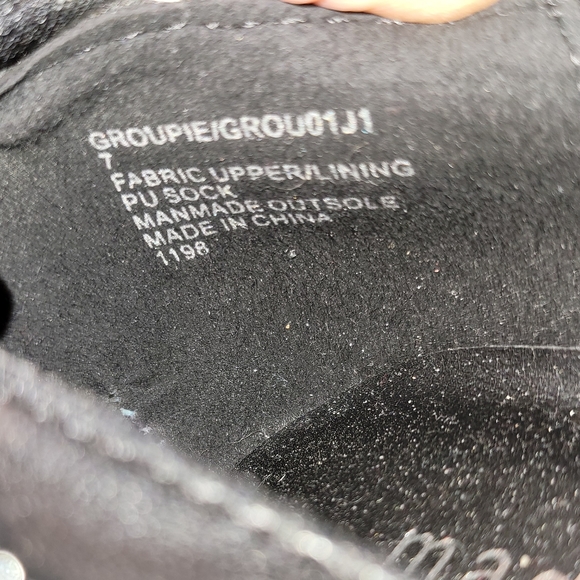 GROUPIE/GROU01J1
7
FABRIC UPPER/LINING
PU SOCK
MANMADE OUTSOLE
MADE IN CHINA
1198